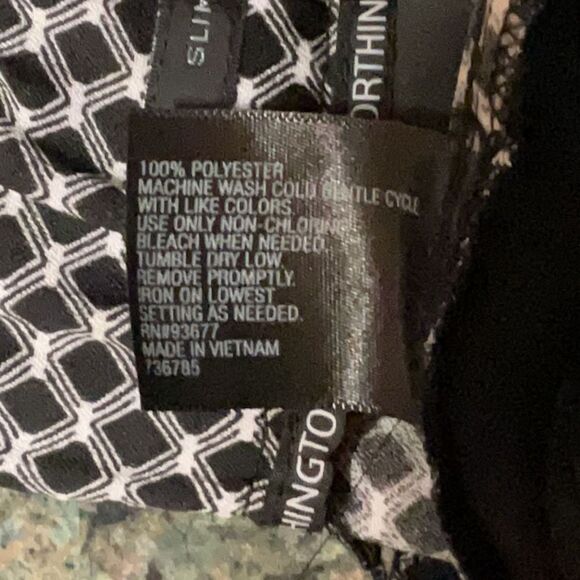 SLIM
ORTHIN
100% POLYESTER
MACHINE WASH COLD GENTLE CYCLE
WITH LIKE COLORS.
USE ONLY NON-CHLORINE
BLEACH WHEN NEEDED.
TUMBLE DRY LOW.
REMOVE PROMPTLY.
IRON ON LOWEST
SETTING AS NEEDED.
RN#93677
MADE IN VIETNAM
736785
HINGTO